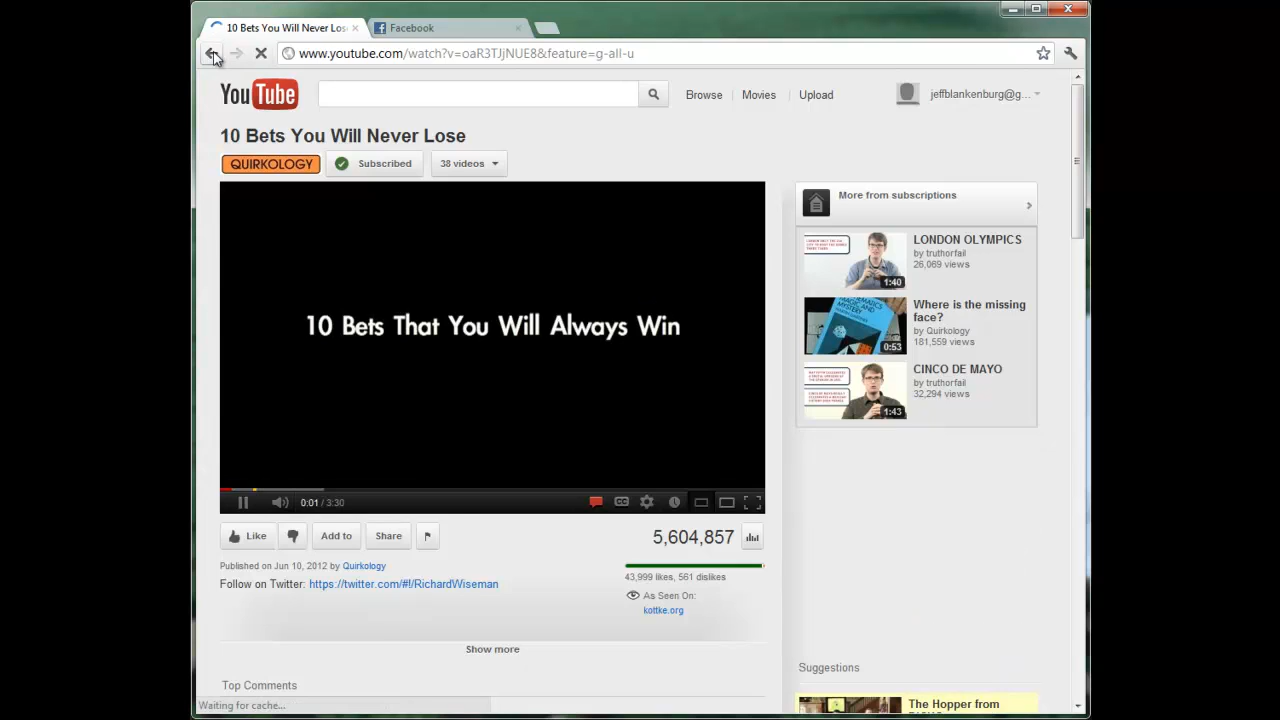 10 Bets You Will Never Los
Facebook
www.youtube.com/watch?v=oaR3TJjNUE8&feature=g-all-u
YouTube
Browse
Movies
Upload
jeffblankenburg@g...
10 Bets You Will Never Lose
QUIRKOLOGY
Subscribed
38 videos
10 Bets That You Will Always Win
0:01 / 3:30
CC
Like
Add to
Share
5,604,857
Published on Jun 10, 2012 by Quirkology
43,999 likes, 561 dislikes
Follow on Twitter: https://twitter.com/#!/RichardWiseman
As Seen On:
kottke.org
Show more
Top Comments
Waiting for cache...
More from subscriptions
LONDON OLYMPICS
by truthorfail
26,069 views
1:40
Where is the missing
face?
by Quirkology
181,559 views
0:53
CINCO DE MAYO
by truthorfail
32,294 views
1:43
Suggestions
The Hopper from